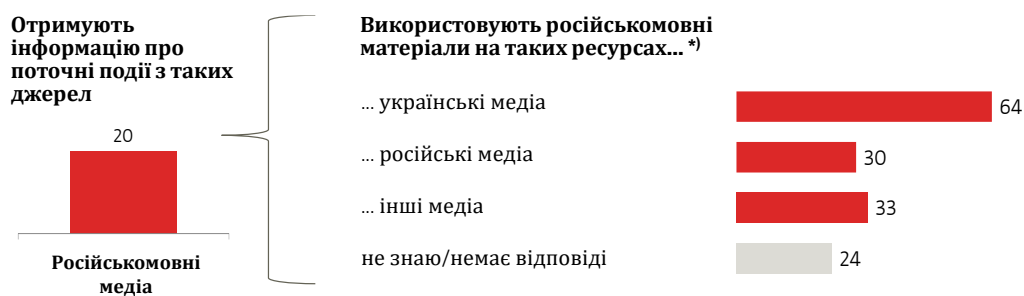 Отримують
інформацію про
поточні події з таких
джерел
20
Російськомовні
медіа
Використовують російськомовні
матеріали на таких ресурсах... *)
... українські медіа
64
... російські медіа
30
... інші медіа
33
не знаю/немає відповіді
24